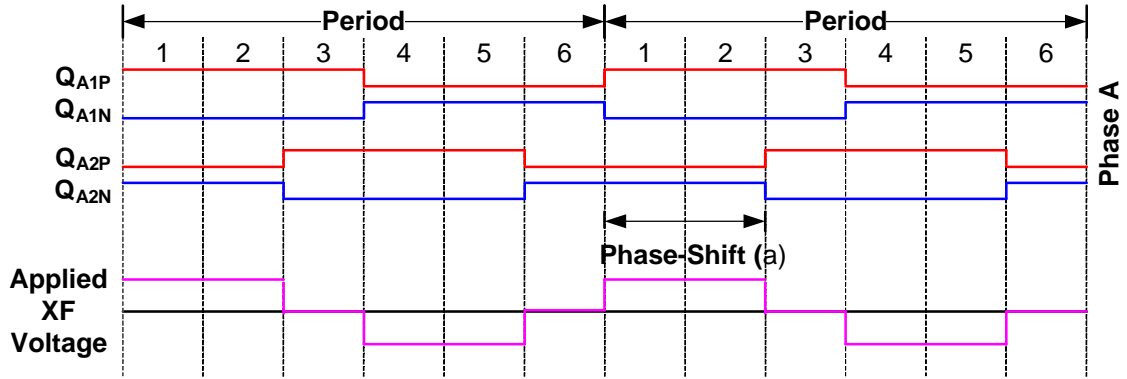 Period Period
1 2 3 4 5 6 1 2 3 4 5 6
QA1P
QA1N
QA2P
QA2N
Phase A
Phase-Shift (a)
Applied
XF
Voltage